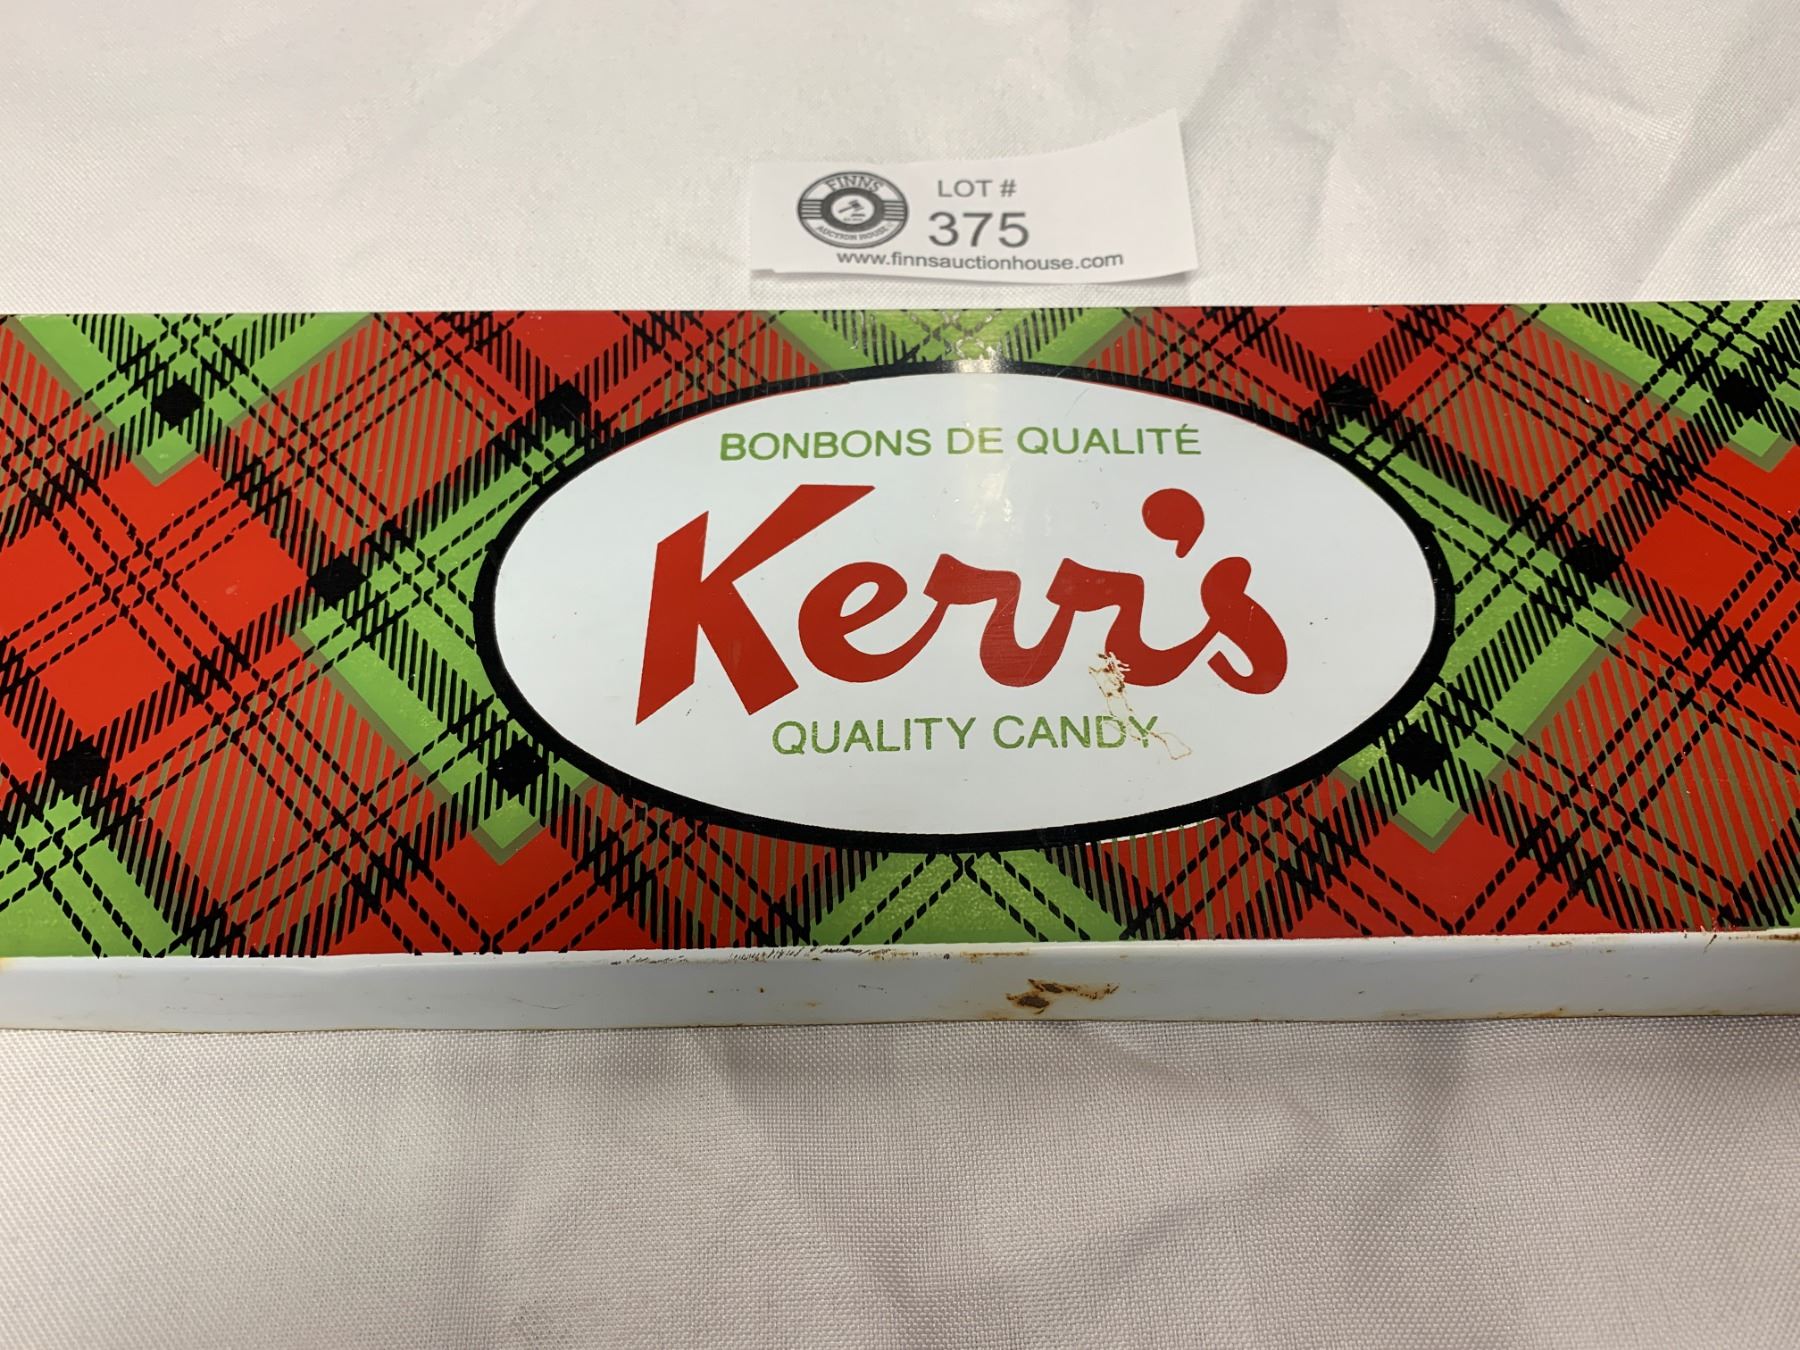 FINNS
AUCTION HOUSE
LOT #
375
www.finnsauctionhouse.com
BONBONS DE QUALITÉ
Kerr's
QUALITY CANDY